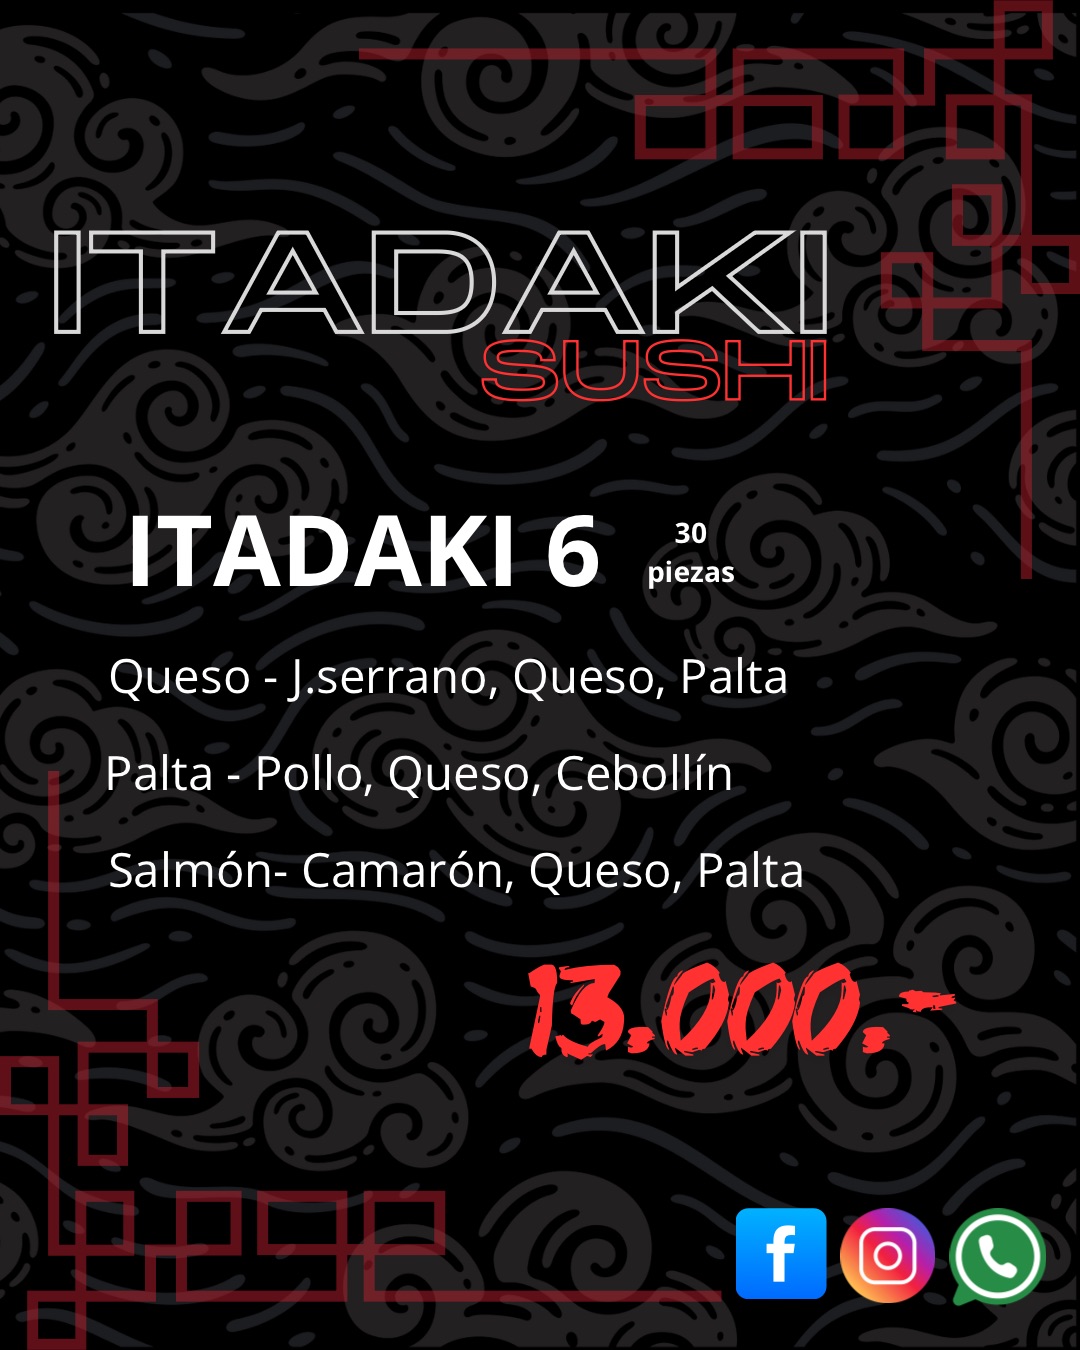 ITADAKI
SUSHI
ITADAKI 6
30
piezas
Queso - J.serrano, Queso, Palta
Palta - Pollo, Queso, Cebollín
Salmón- Camarón, Queso, Palta
13.000.-